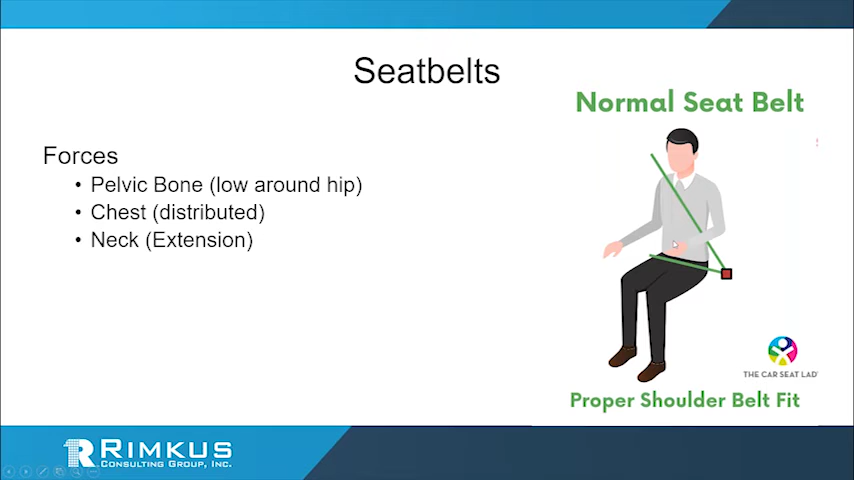 Seatbelts
Normal Seat Belt
Forces
• Pelvic Bone (low around hip)
• Chest (distributed)
• Neck (Extension)
THE CAR SEAT LAD
Proper Shoulder Belt Fit
RIMKUS
CONSULTING GROUP, INC.